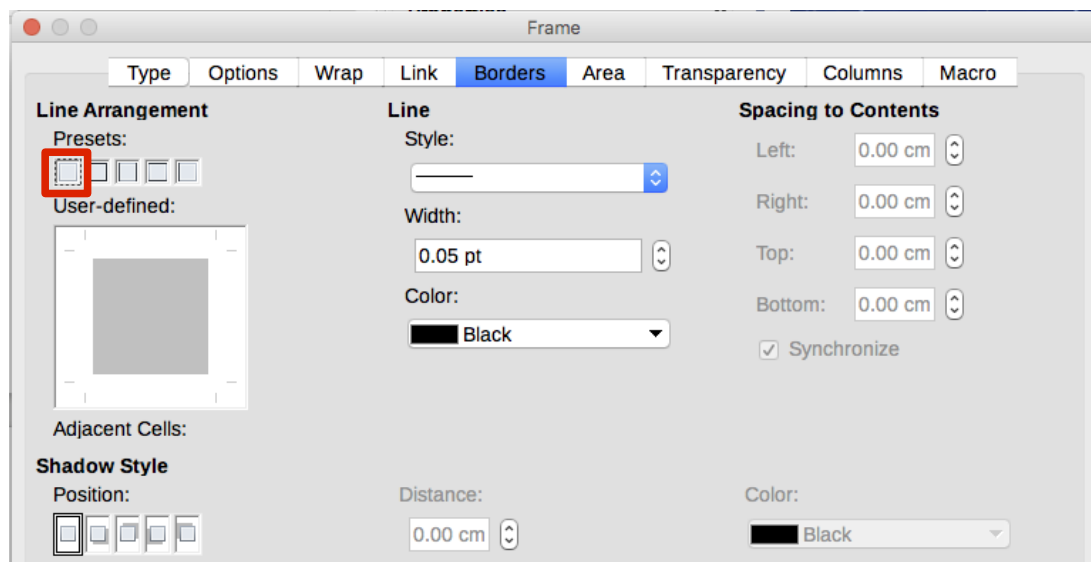 Frame
Type Options Wrap Link Borders Area Transparency Columns Macro
Line Arrangement
Presets:
User-defined:
Adjacent Cells:
Line
Style:
Width:
0.05 pt
Color:
Black
Spacing to Contents
Left: 0.00 cm
Right: 0.00 cm
Top: 0.00 cm
Bottom: 0.00 cm
Synchronize
Shadow Style
Position:
Distance:
0.00 cm
Color:
Black